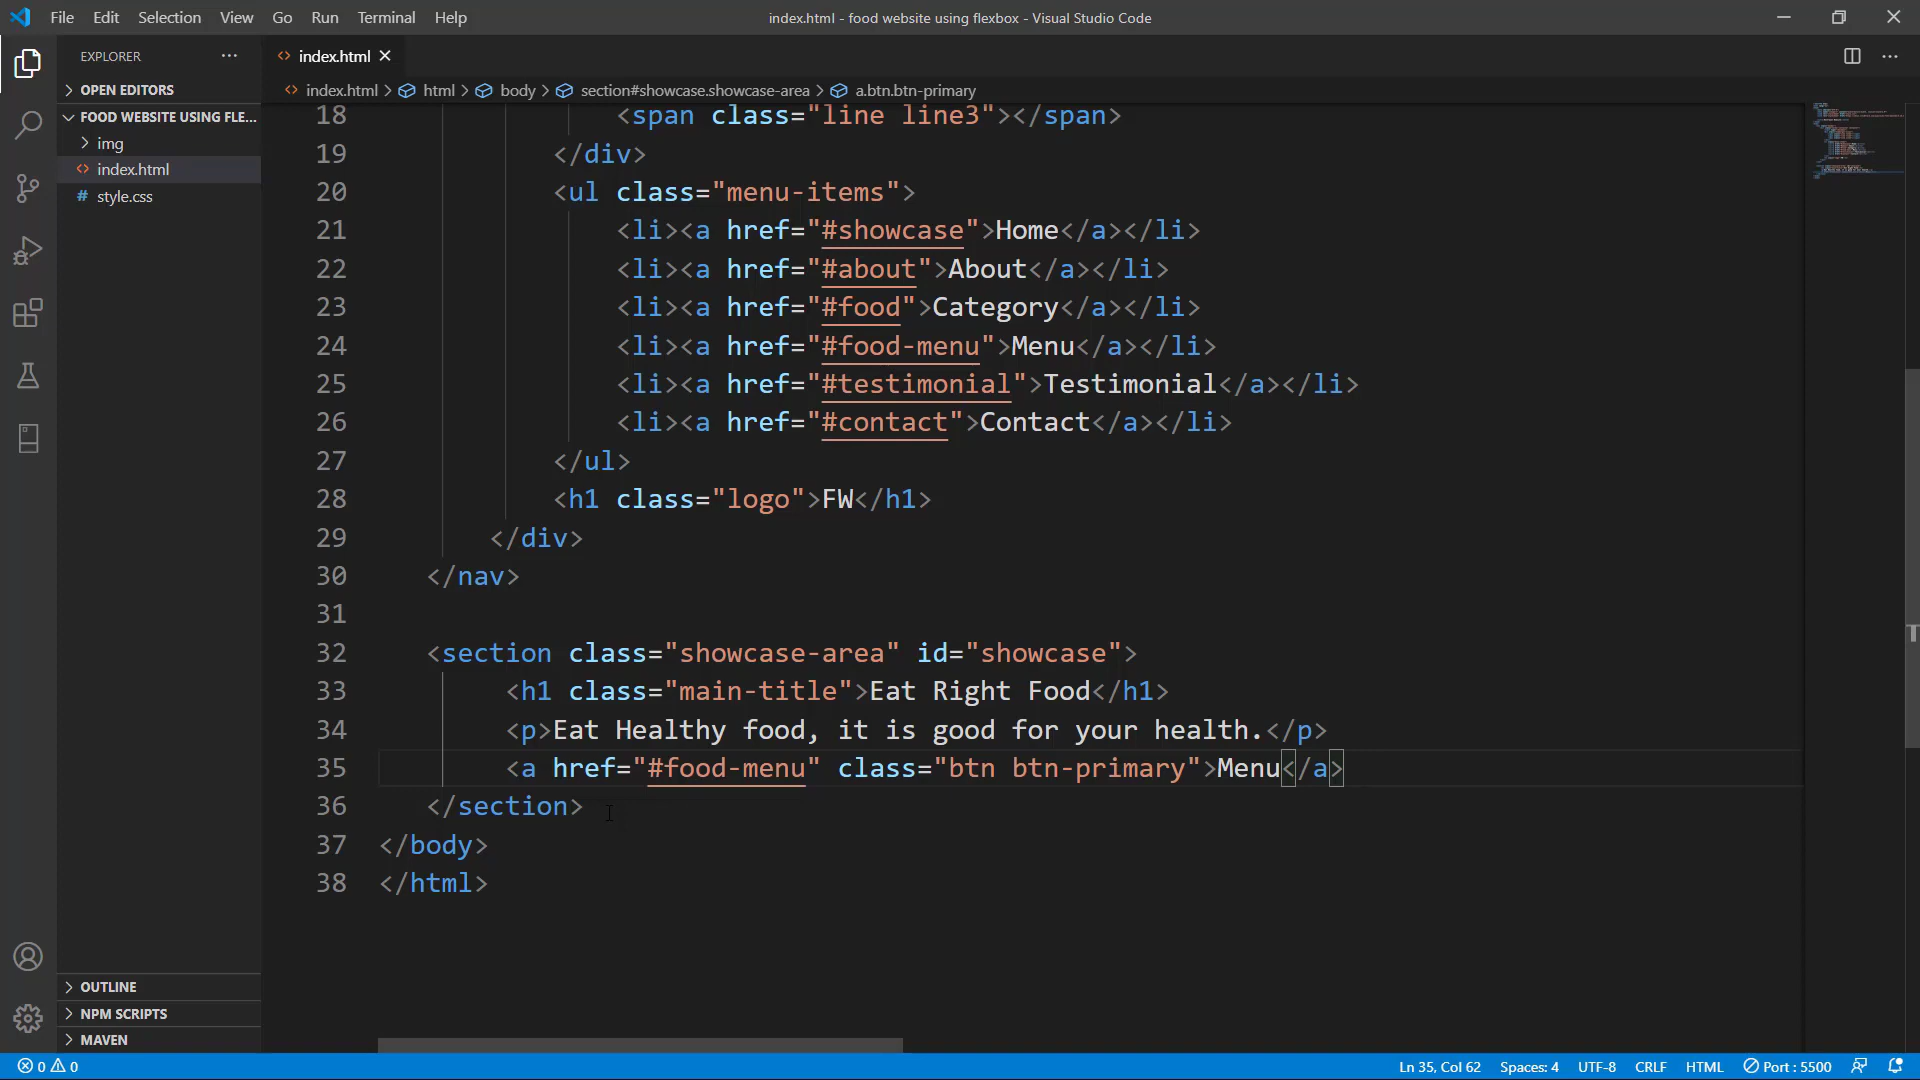 File Edit Selection View Go Run Terminal Help
index.html - food website using flexbox - Visual Studio Code
EXPLORER ···
index.html
OPEN EDITORS
index.html > html > body > section#showcase.showcase-area > a.btn.btn-primary
FOOD WEBSITE USING FLE...
img
index.html
style.css
18 <span class="line line3"></span>
19 </div>
20 <ul class="menu-items">
21 <li><a href="#showcase">Home</a></li>
22 <li><a href="#about">About</a></li>
23 <li><a href="#food">Category</a></li>
24 <li><a href="#food-menu">Menu</a></li>
25 <li><a href="#testimonial">Testimonial</a></li>
26 <li><a href="#contact">Contact</a></li>
27 </ul>
28 <h1 class="logo">FW</h1>
29 </div>
30 </nav>
31
32 <section class="showcase-area" id="showcase">
33 <h1 class="main-title">Eat Right Food</h1>
34 <p>Eat Healthy food, it is good for your health.</p>
35 <a href="#food-menu" class="btn btn-primary">Menu</a>
36 </section>
37 </body>
38 </html>
OUTLINE
NPM SCRIPTS
MAVEN
0 0
Ln 35, Col 62 Spaces: 4 UTF-8 CRLF HTML Port : 5500